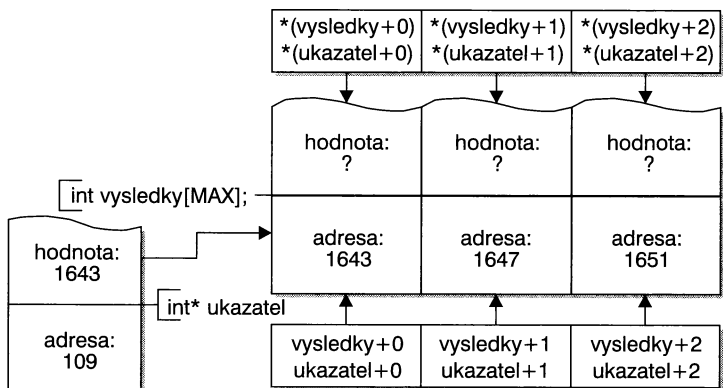 *(vysledky+0) *(vysledky+1) *(vysledky+2)
*(ukazatel+0) *(ukazatel+1) *(ukazatel+2)
hodnota: hodnota: hodnota:
? ? ?
int vysledky[MAX];
hodnota:
1643
adresa: adresa: adresa:
1643 1647 1651
int* ukazatel
adresa:
109
vysledky+0 vysledky+1 vysledky+2
ukazatel+0 ukazatel+1 ukazatel+2